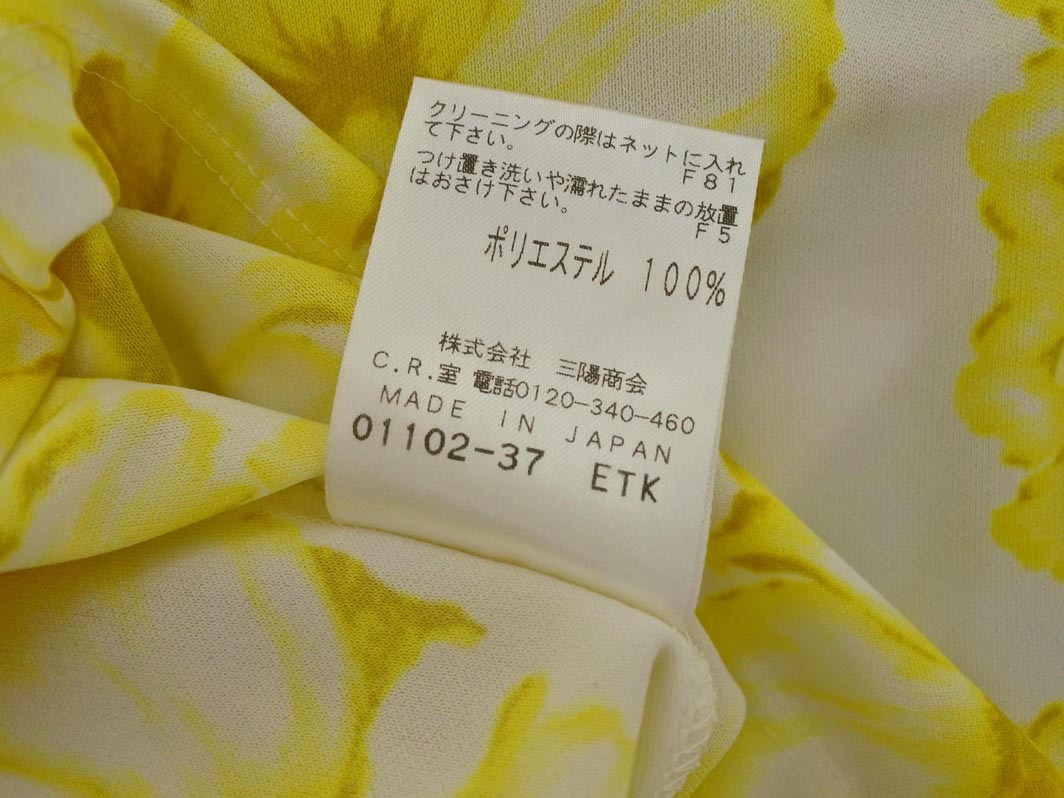 クリーニングの際はネットに入れ
て下さい。
F81
つけ置き洗いや濡れたままの放置
はおさけ下さい。
F5
ポリエステル 100%
株式会社 三陽商会
C.R.室 電話0120-340-460
MADE IN JAPAN
01102-37 ETK